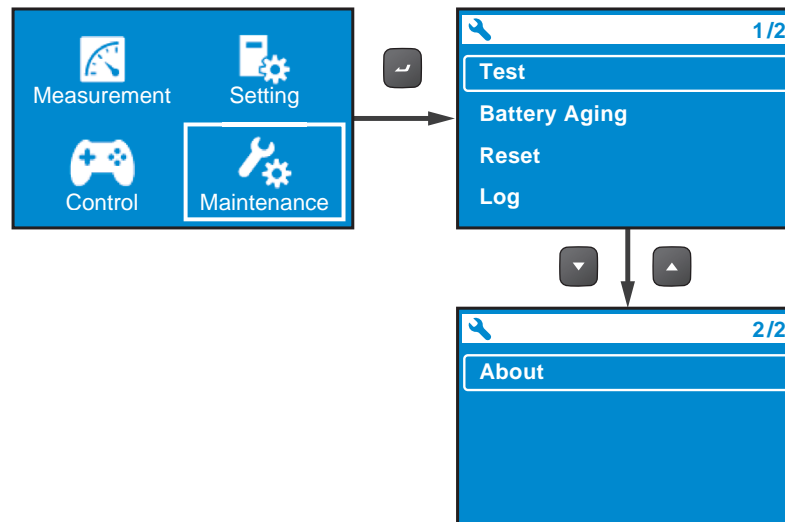 Measurement
Setting
Control
Maintenance
1/2
Test
Battery Aging
Reset
Log
2/2
About